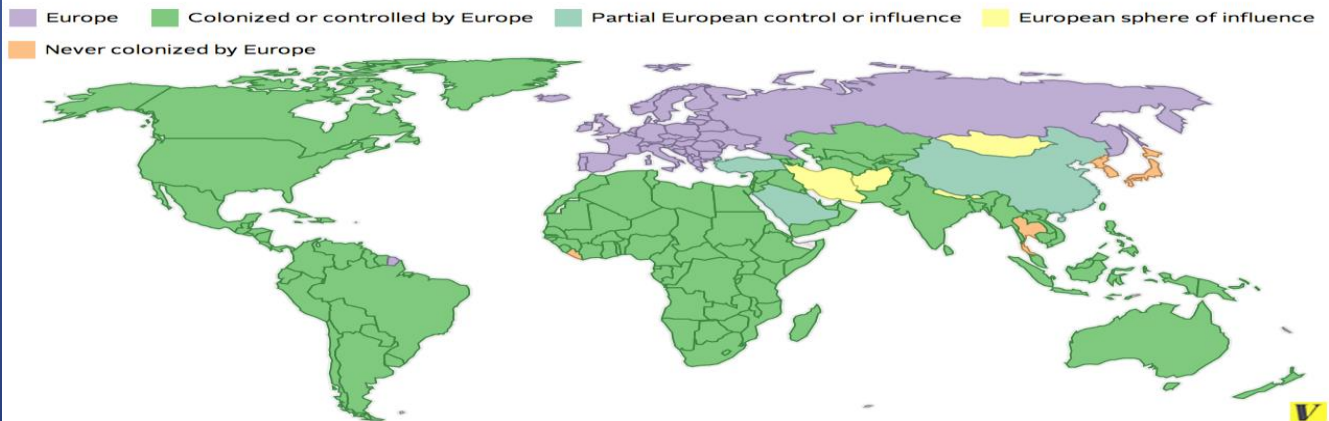 Europe Colonized or controlled by Europe Partial European control or influence European sphere of influence
Never colonized by Europe
V